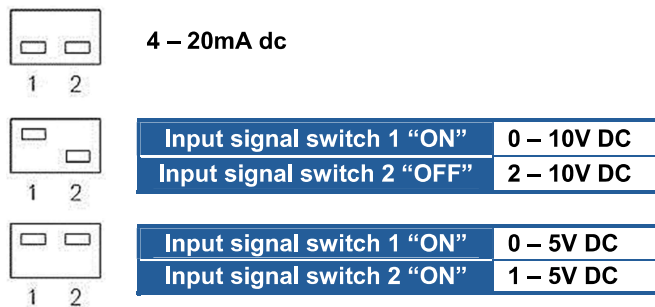 4 – 20mA dc
1 2
Input signal switch 1 “ON” 0 – 10V DC
Input signal switch 2 “OFF” 2 – 10V DC
1 2
Input signal switch 1 “ON” 0 – 5V DC
Input signal switch 2 “ON” 1 – 5V DC
1 2